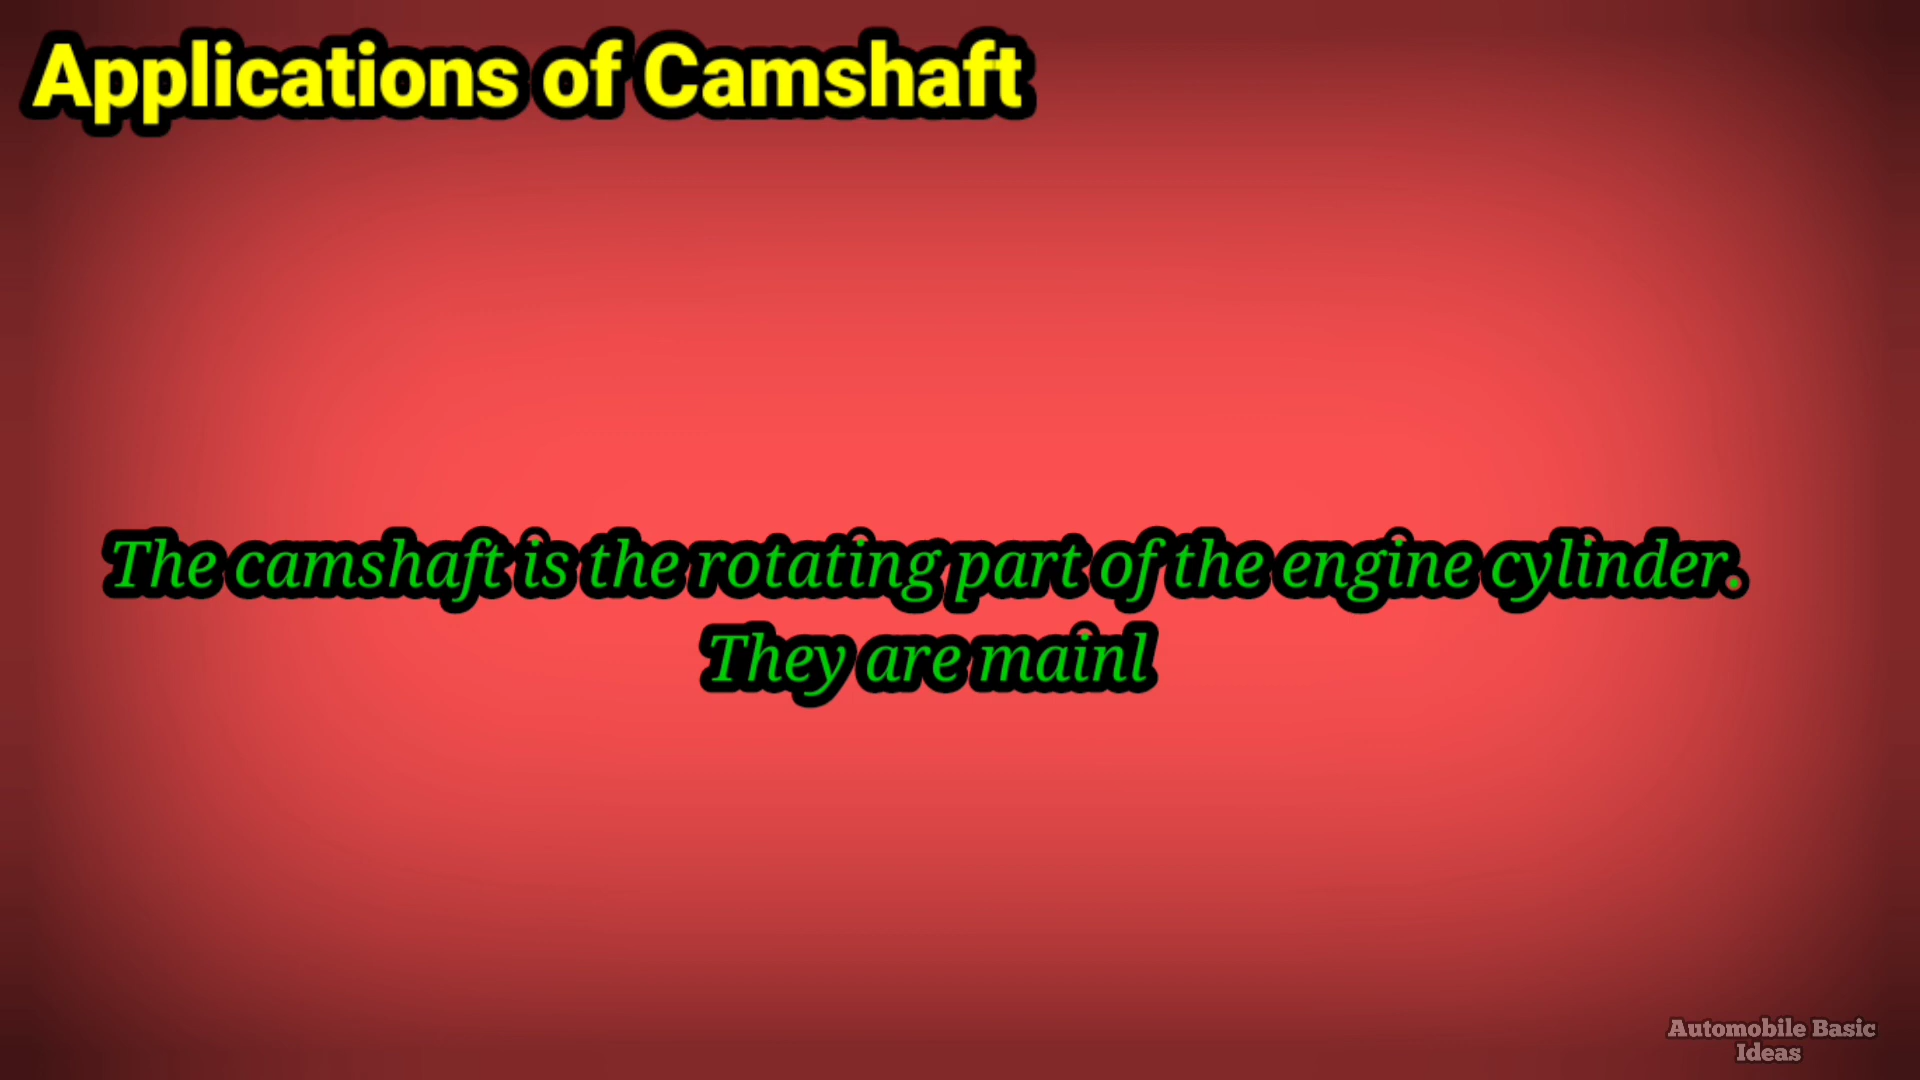 Applications of Camshaft
The camshaft is the rotating part of the engine cylinder.
They are mainl
Automobile Basic
Ideas